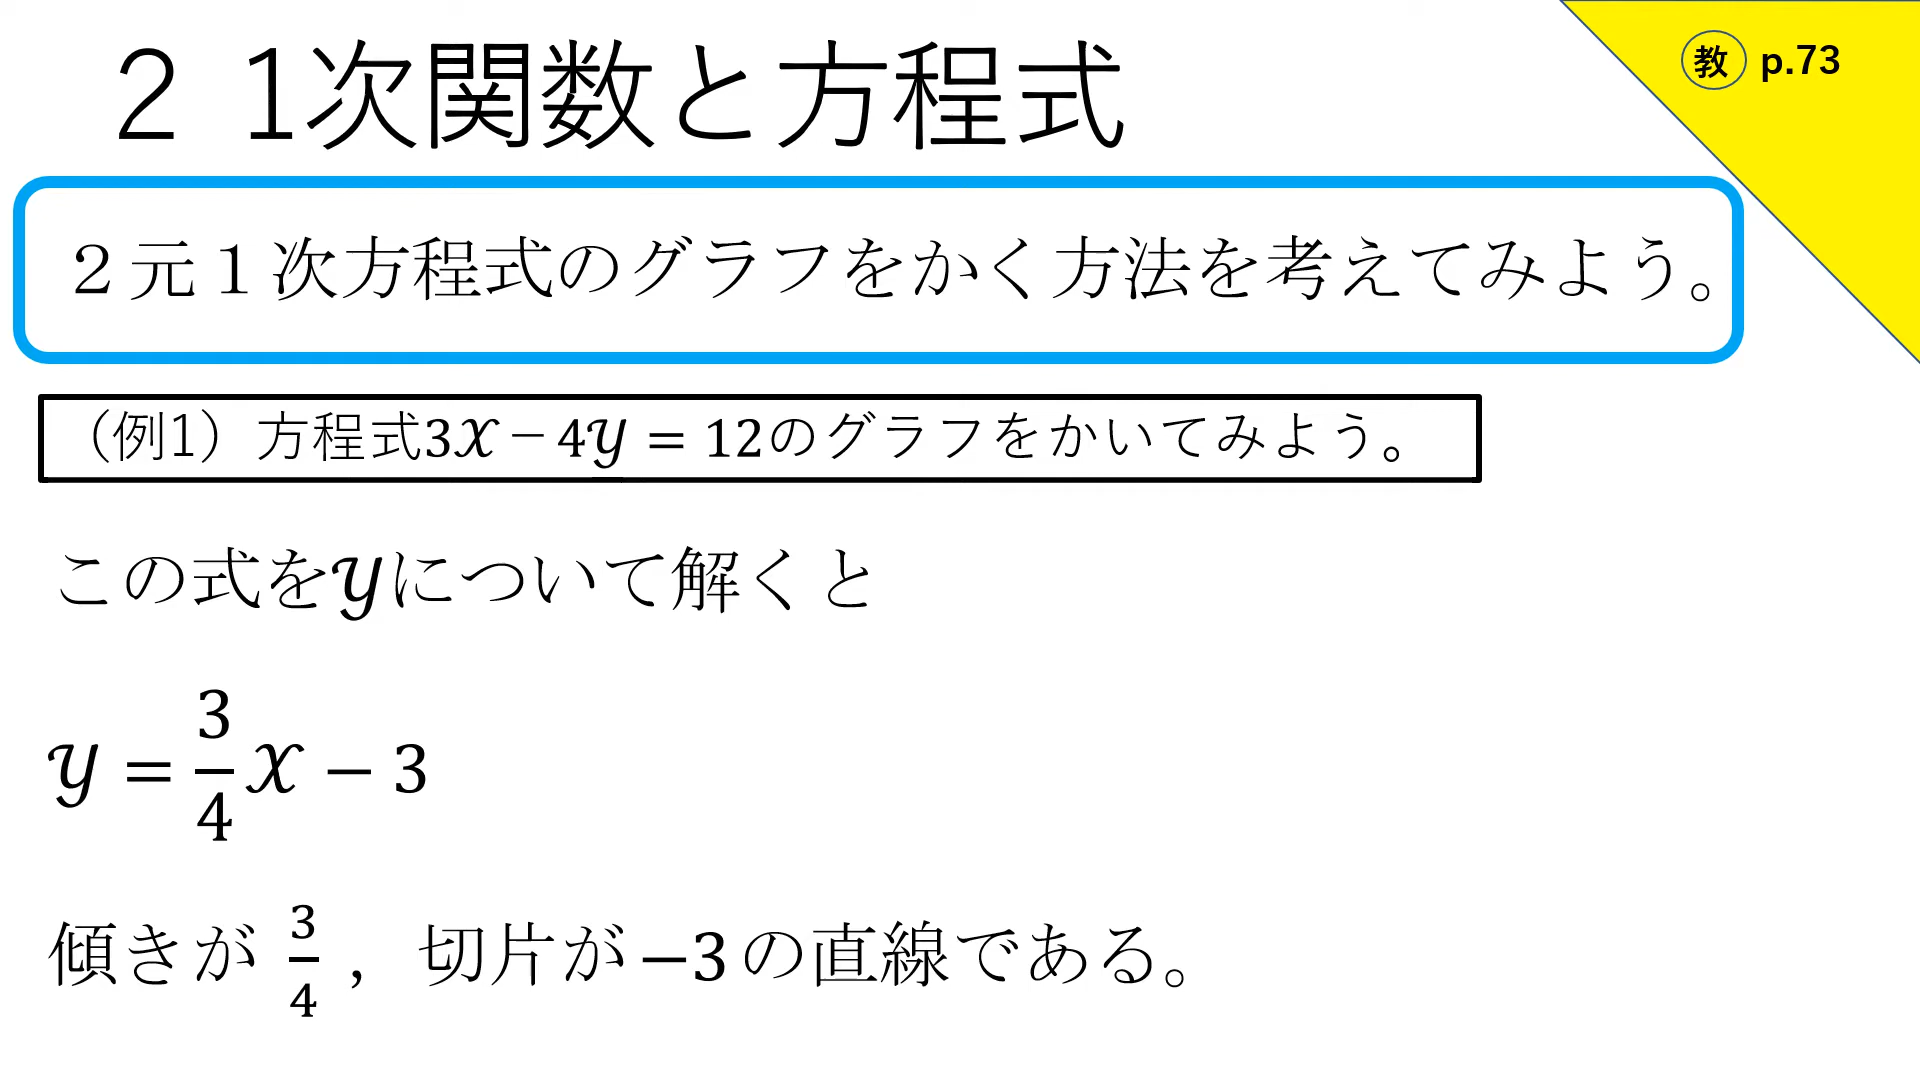 2 1次関数と方程式
教 p.73
２元１次方程式のグラフをかく方法を考えてみよう。
（例1）方程式3x－4y = 12のグラフをかいてみよう。
この式をyについて解くと
y = 3/4 x − 3
傾きが 3/4 ，切片が−3の直線である。